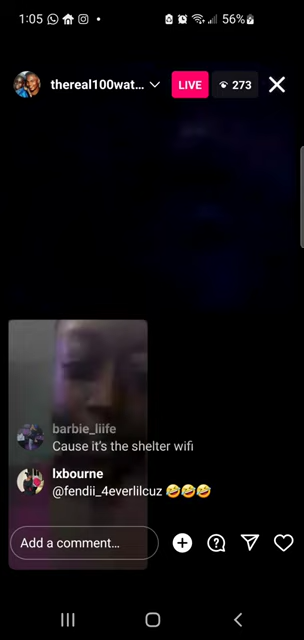 1:05 56%
thereal100wat... LIVE 273
barbie_liife
Cause it's the shelter wifi
lxbourne
@fendii_4everlilcuz 🤣🤣🤣
Add a comment...